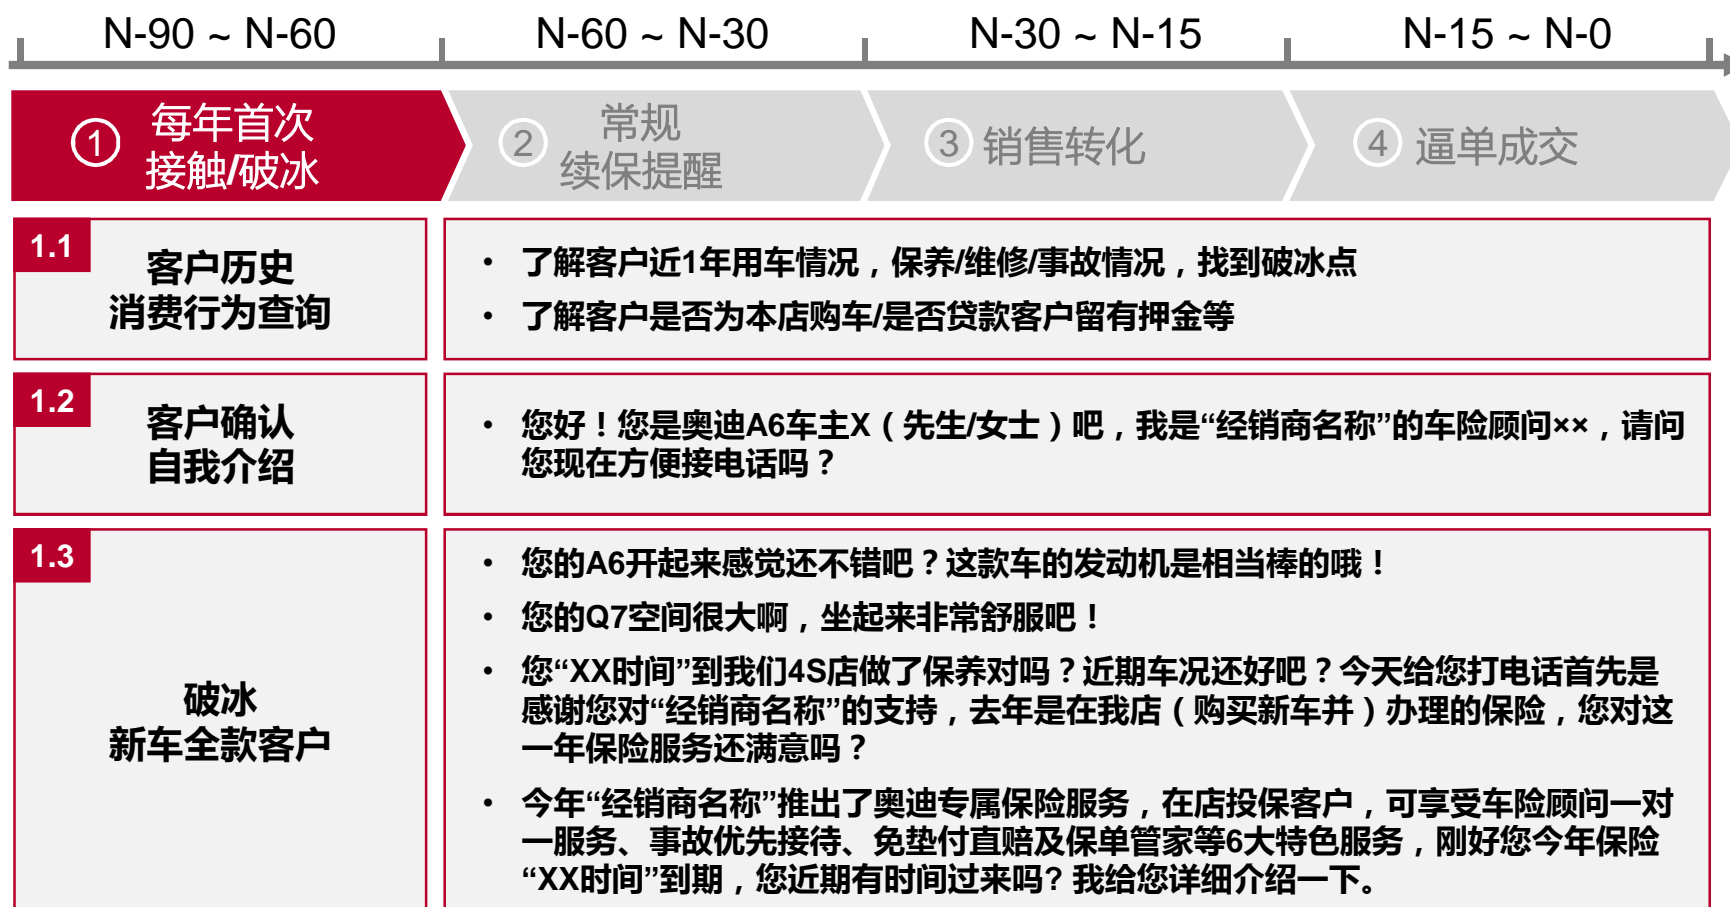 N-90 ~ N-60
N-60 ~ N-30
N-30 ~ N-15
N-15 ~ N-0
① 每年首次
接触/破冰
② 常规
续保提醒
③ 销售转化
④ 逼单成交
1.1
客户历史
消费行为查询
• 了解客户近1年用车情况，保养/维修/事故情况，找到破冰点
• 了解客户是否为本店购车/是否贷款客户留有押金等
1.2
客户确认
自我介绍
• 您好！您是奥迪A6车主X（先生/女士）吧，我是“经销商名称”的车险顾问××，请问
您现在方便接电话吗？
1.3
破冰
新车全款客户
• 您的A6开起来感觉还不错吧？这款车的发动机是相当棒的哦！
• 您的Q7空间很大啊，坐起来非常舒服吧！
• 您“XX时间”到我们4S店做了保养对吗？近期车况还好吧？今天给您打电话首先是
感谢您对“经销商名称”的支持，去年是在我店（购买新车并）办理的保险，您对这
一年保险服务还满意吗？
• 今年“经销商名称”推出了奥迪专属保险服务，在店投保客户，可享受车险顾问一对
一服务、事故优先接待、免垫付直赔及保单管家等6大特色服务，刚好您今年保险
“XX时间”到期，您近期有时间过来吗? 我给您详细介绍一下。